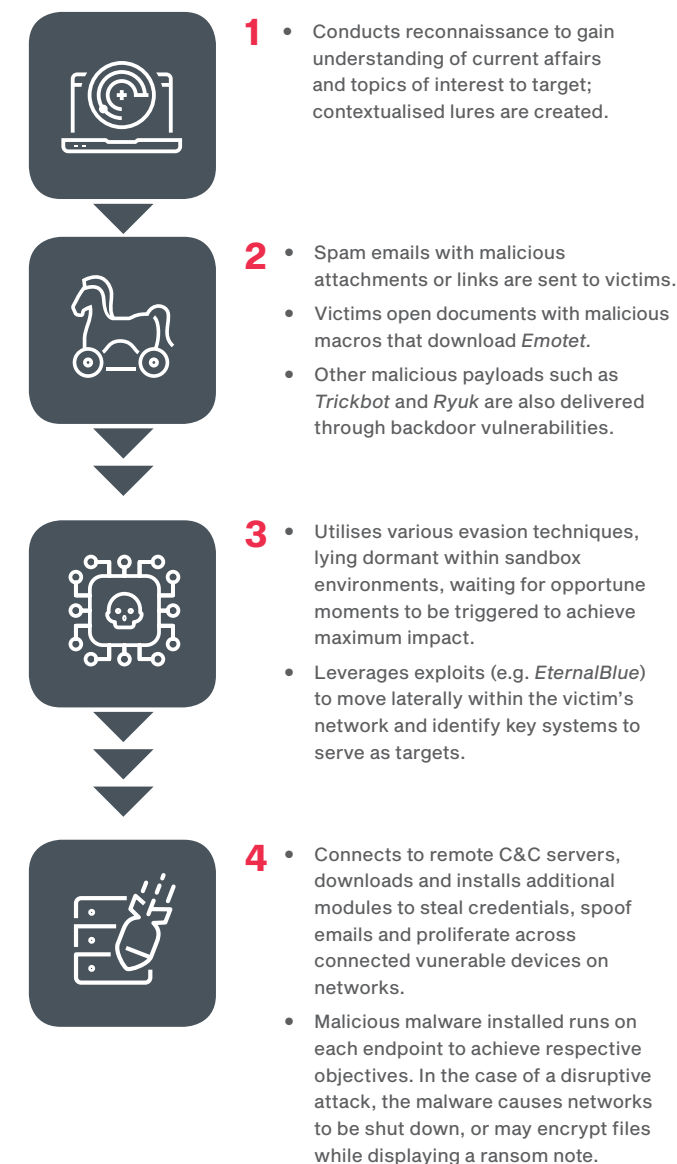 1 • Conducts reconnaissance to gain
understanding of current affairs
and topics of interest to target;
contextualised lures are created.
2 • Spam emails with malicious
attachments or links are sent to victims.
• Victims open documents with malicious
macros that download Emotet.
• Other malicious payloads such as
Trickbot and Ryuk are also delivered
through backdoor vulnerabilities.
3 • Utilises various evasion techniques,
lying dormant within sandbox
environments, waiting for opportune
moments to be triggered to achieve
maximum impact.
• Leverages exploits (e.g. EternalBlue)
to move laterally within the victim’s
network and identify key systems to
serve as targets.
4 • Connects to remote C&C servers,
downloads and installs additional
modules to steal credentials, spoof
emails and proliferate across
connected vunerable devices on
networks.
• Malicious malware installed runs on
each endpoint to achieve respective
objectives. In the case of a disruptive
attack, the malware causes networks
to be shut down, or may encrypt files
while displaying a ransom note.